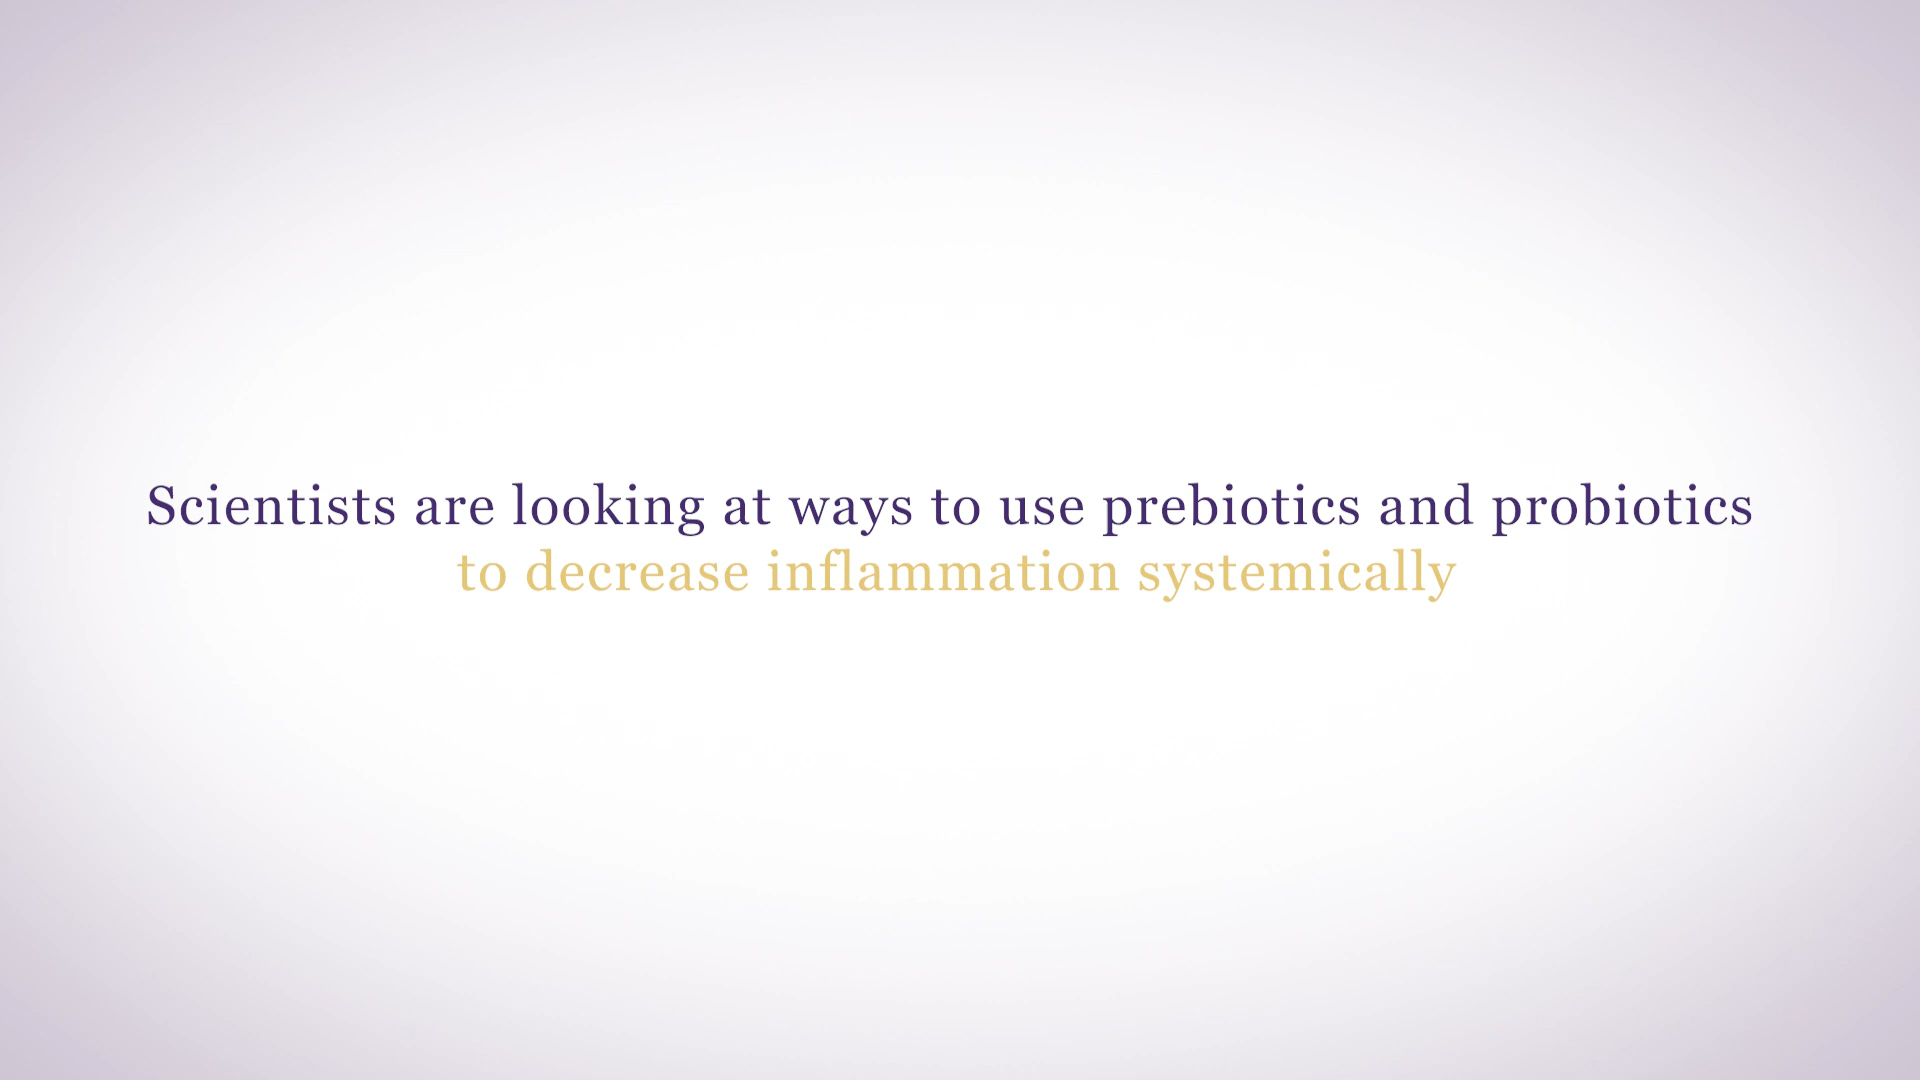 Scientists are looking at ways to use prebiotics and probiotics
to decrease inflammation systemically